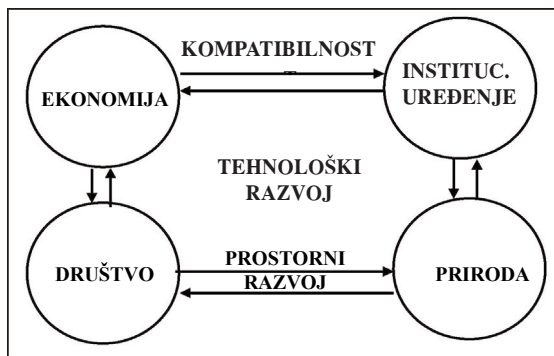 KOMPATIBILNOST
EKONOMIJA
INSTITUC.
UREĐENJE
TEHNOLOŠKI
RAZVOJ
DRUŠTVO
PROSTORNI
RAZVOJ
PRIRODA